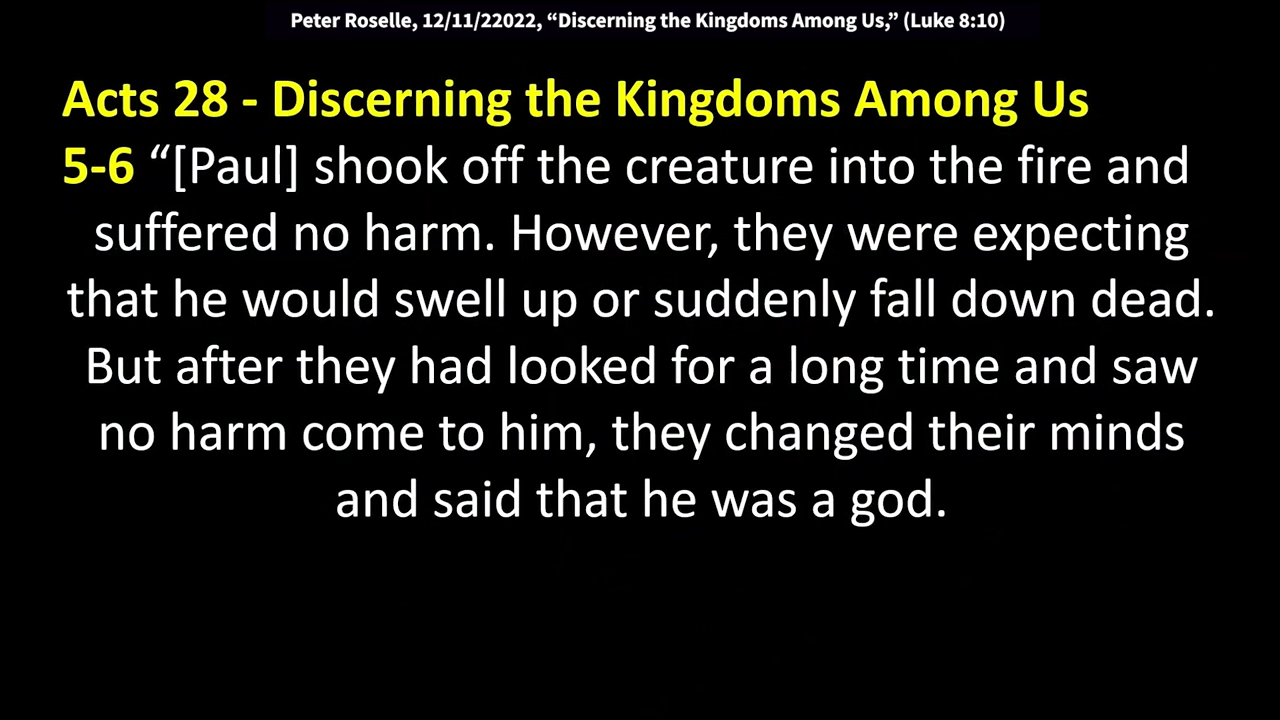 Peter Roselle, 12/11/22022, “Discerning the Kingdoms Among Us,” (Luke 8:10)
Acts 28 - Discerning the Kingdoms Among Us
5-6 “[Paul] shook off the creature into the fire and
suffered no harm. However, they were expecting
that he would swell up or suddenly fall down dead.
But after they had looked for a long time and saw
no harm come to him, they changed their minds
and said that he was a god.